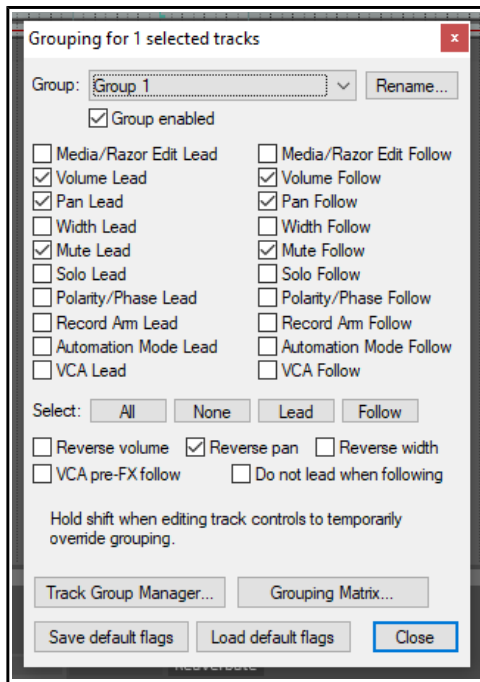 Grouping for 1 selected tracks x
Group: Group 1 Rename...
Group enabled
Media/Razor Edit Lead Media/Razor Edit Follow
Volume Lead Volume Follow
Pan Lead Pan Follow
Width Lead Width Follow
Mute Lead Mute Follow
Solo Lead Solo Follow
Polarity/Phase Lead Polarity/Phase Follow
Record Arm Lead Record Arm Follow
Automation Mode Lead Automation Mode Follow
VCA Lead VCA Follow
Select: All None Lead Follow
Reverse volume Reverse pan Reverse width
VCA pre-FX follow Do not lead when following
Hold shift when editing track controls to temporarily
override grouping.
Track Group Manager... Grouping Matrix...
Save default flags Load default flags Close